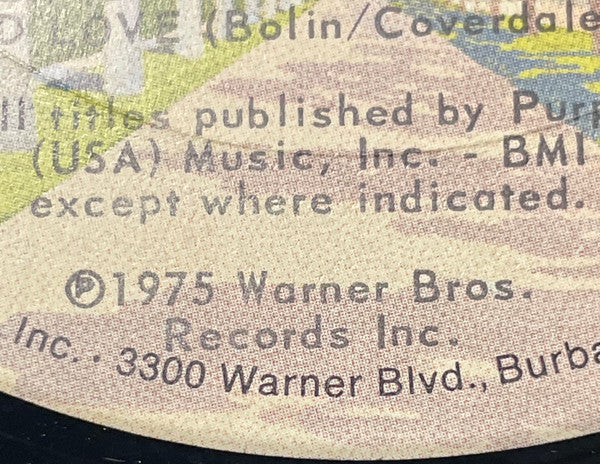 D LOVE (Bolin/Coverdale
ll titles published by Purp
(USA) Music, Inc. - BMI
except where indicated.
℗1975 Warner Bros.
Records Inc.
Inc. · 3300 Warner Blvd., Burba